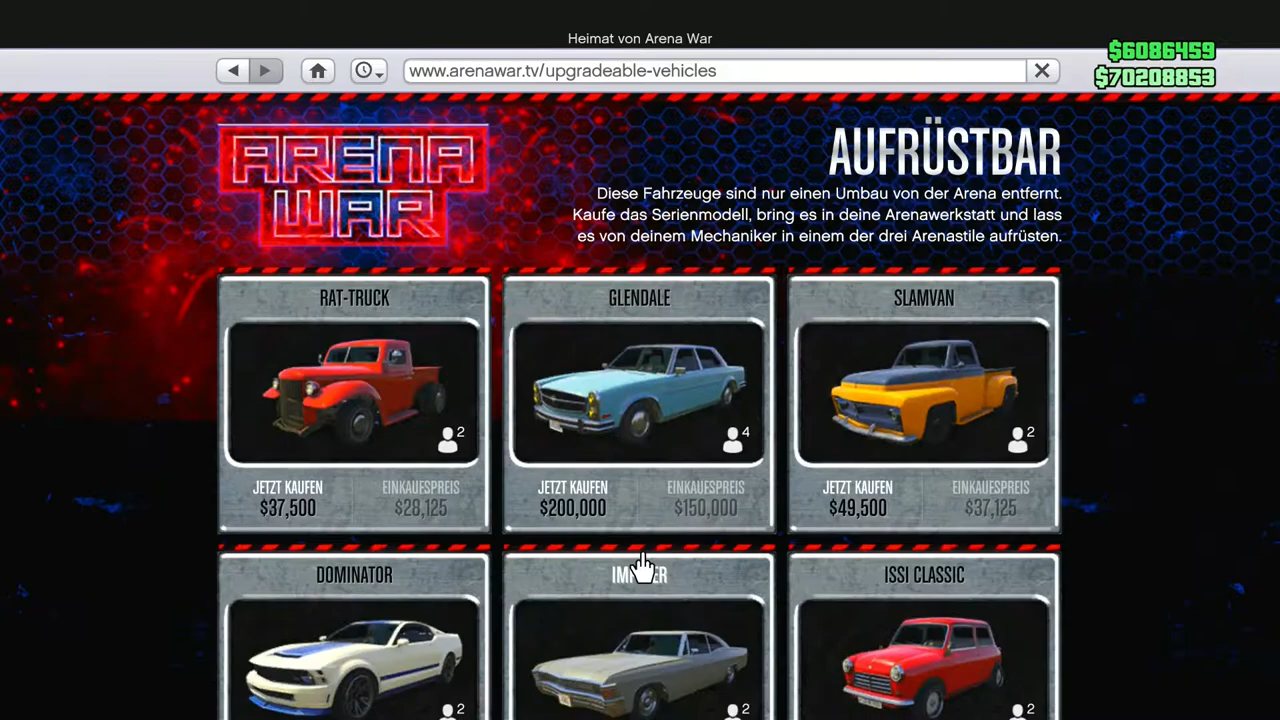 Heimat von Arena War
$6086459
www.arenawar.tv/upgradeable-vehicles
$70208853
ARENA
WAR
AUFRÜSTBAR
Diese Fahrzeuge sind nur einen Umbau von der Arena entfernt.
Kaufe das Serienmodell, bring es in deine Arenawerkstatt und lass
es von deinem Mechaniker in einem der drei Arenastile aufrüsten.
RAT-TRUCK
GLENDALE
SLAMVAN
2
4
2
JETZT KAUFEN
EINKAUFSPREIS
JETZT KAUFEN
EINKAUFSPREIS
JETZT KAUFEN
EINKAUFSPREIS
$37,500
$28,125
$200,000
$150,000
$49,500
$37,125
DOMINATOR
ISSI CLASSIC
2
2
2